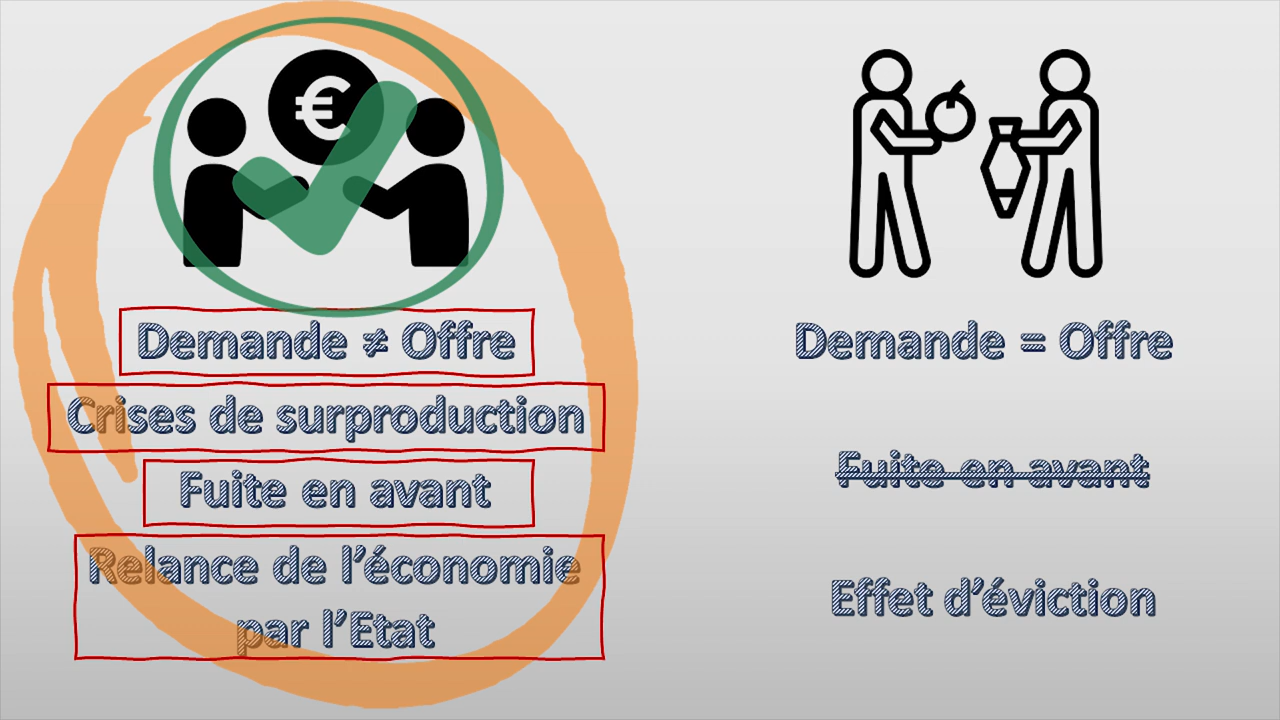 €
Demande ≠ Offre
Crises de surproduction
Fuite en avant
Relance de l'économie
par l'Etat
Demande = Offre
Fuite en avant
Effet d'éviction